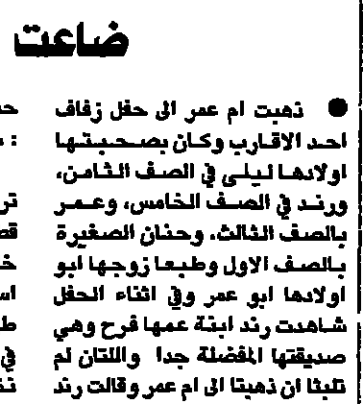 ضاعت
● ذهبت ام عمر الى حفل زفاف
احد الاقارب وكان بصحبتها
اولادها ليلى في الصف الثامن،
ورند في الصف الخامس، وعمر
بالصف الثالث، وحنان الصغيرة
بالصف الاول وطبعا زوجها ابو
اولادها ابو عمر وفي اثناء الحفل
شاهدت رند ابنة عمها فرح وهي
صديقتها المفضلة جدا واللتان لم
تلبثا ان ذهبتا الى ام عمر وقالت رند